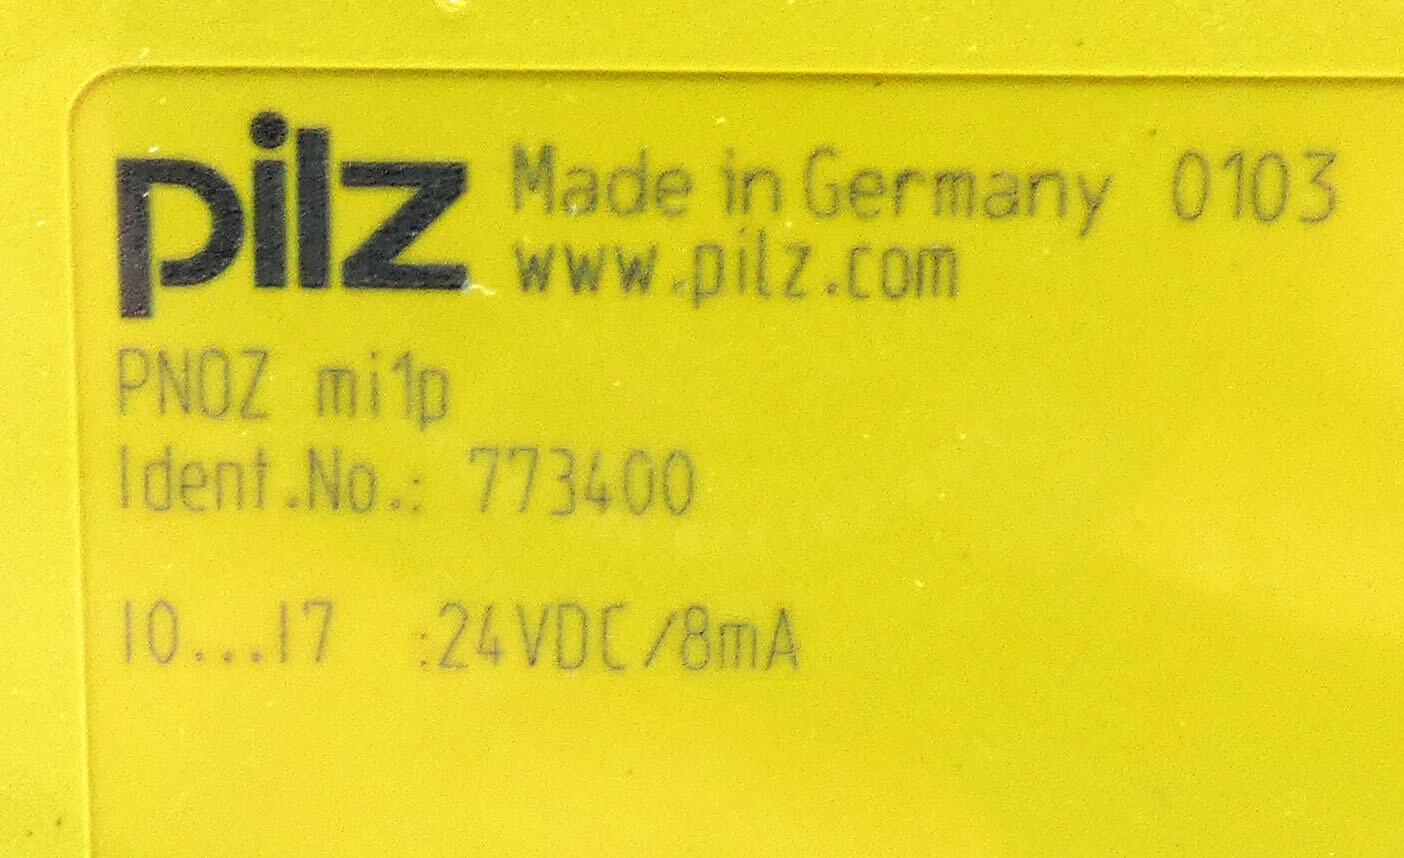 pilz
Made in Germany 0103
www.pilz.com
PNOZ mi1p
Ident.No.: 773400
I0...I7 :24VDC/8mA